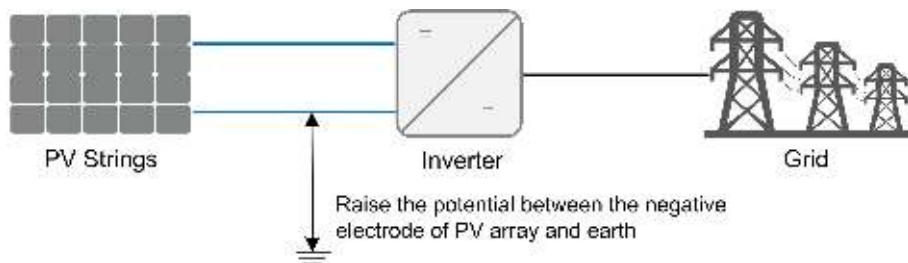 PV Strings
Inverter
Grid
Raise the potential between the negative
electrode of PV array and earth